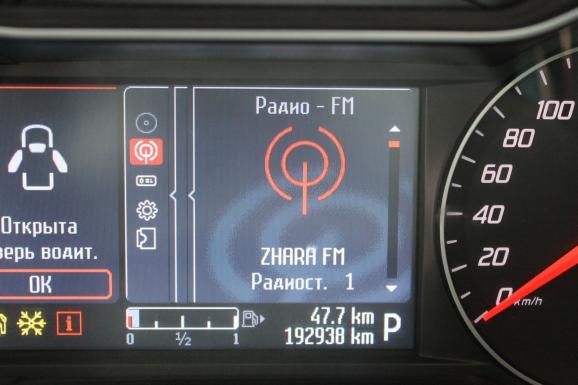 Радио - FM
ZHARA FM
Радиост. 1
Открыта
верь водит.
OK
0 1/2 1
47.7 km
192938 km P
100
80
60
40
20
0 km/h